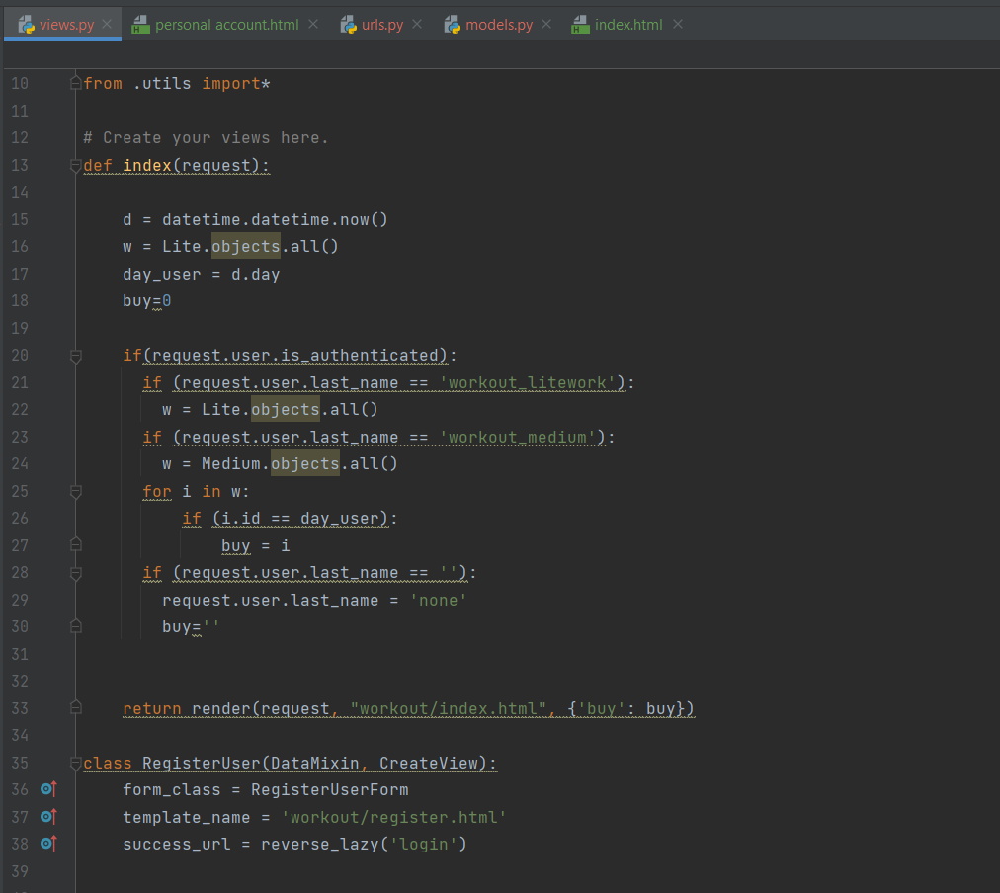 views.py personal account.html urls.py models.py index.html
10 from .utils import*
11
12 # Create your views here.
13 def index(request):
14
15 d = datetime.datetime.now()
16 w = Lite.objects.all()
17 day_user = d.day
18 buy=0
19
20 if(request.user.is_authenticated):
21 if (request.user.last_name == 'workout_litework'):
22 w = Lite.objects.all()
23 if (request.user.last_name == 'workout_medium'):
24 w = Medium.objects.all()
25 for i in w:
26 if (i.id == day_user):
27 buy = i
28 if (request.user.last_name == ''):
29 request.user.last_name = 'none'
30 buy=''
31
32
33 return render(request, "workout/index.html", {'buy': buy})
34
35 class RegisterUser(DataMixin, CreateView):
36 form_class = RegisterUserForm
37 template_name = 'workout/register.html'
38 success_url = reverse_lazy('login')
39